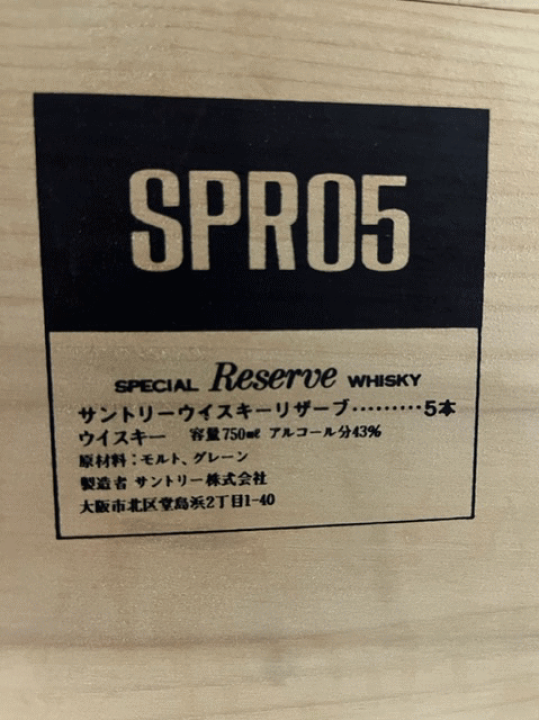 SPR05
SPECIAL Reserve WHISKY
サントリーウイスキーリザーブ………5本
ウイスキー　容量750㎖ アルコール分43%
原材料：モルト、グレーン
製造者 サントリー株式会社
大阪市北区堂島浜2丁目1-40